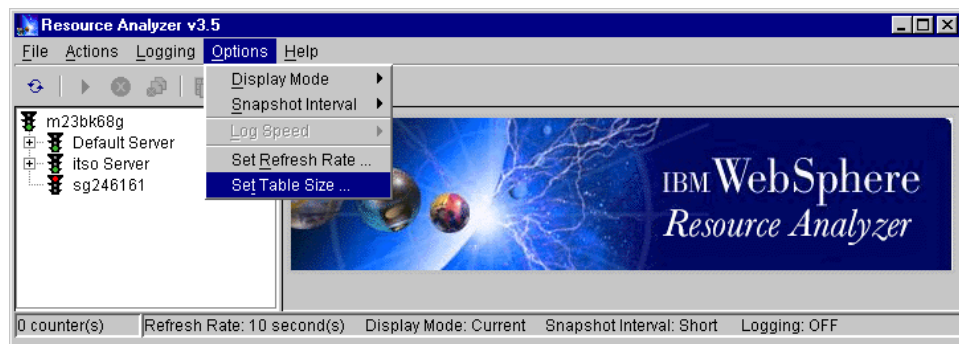 Resource Analyzer v3.5
File Actions Logging Options Help
Display Mode
Snapshot Interval
Log Speed
Set Refresh Rate ...
Set Table Size ...
m23bk68g
Default Server
itso Server
sg246161
IBM WebSphere
Resource Analyzer
0 counter(s) Refresh Rate: 10 second(s) Display Mode: Current Snapshot Interval: Short Logging: OFF